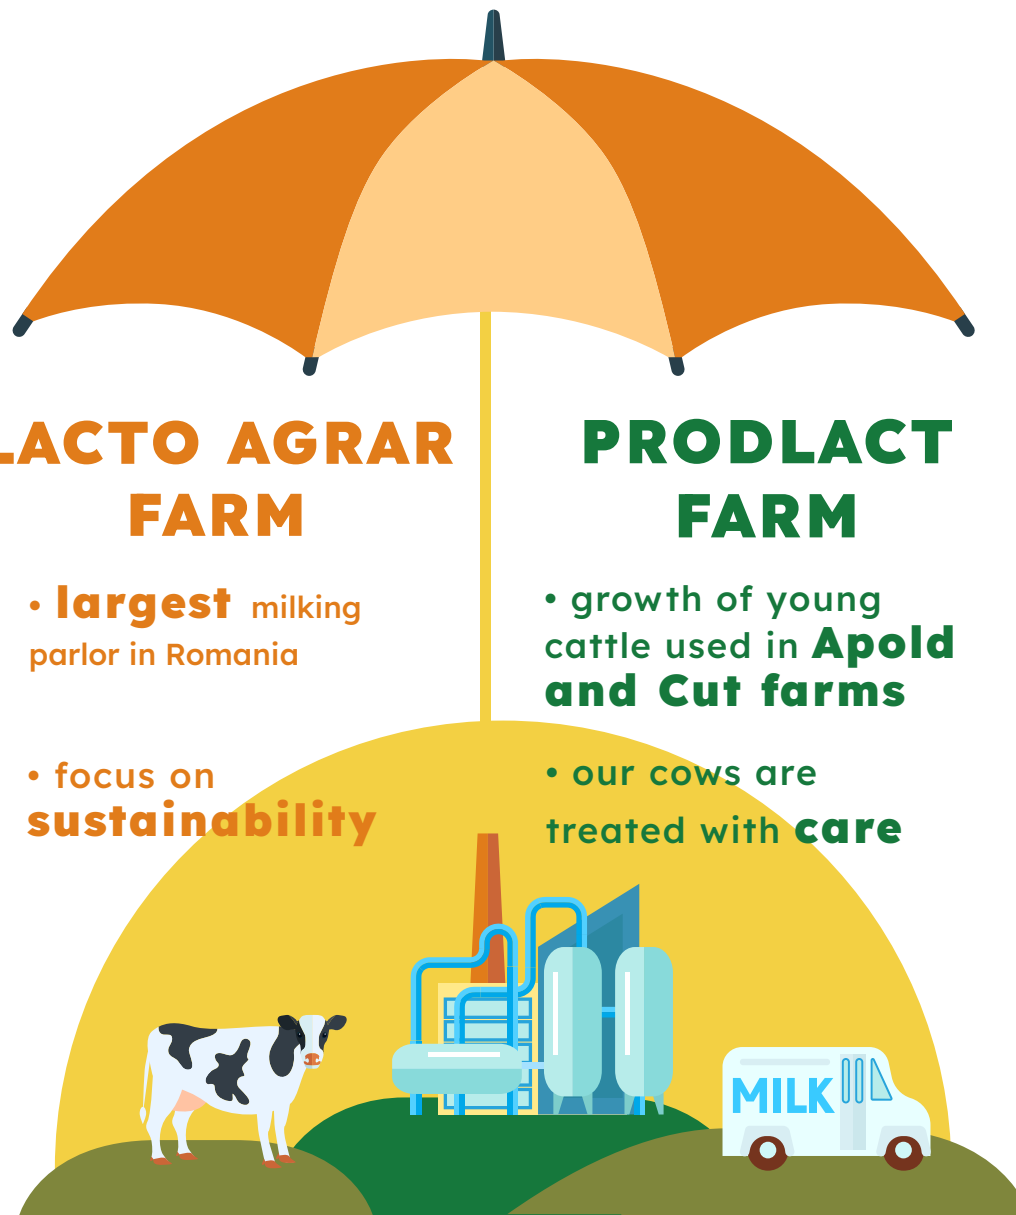 LACTO AGRAR
FARM
• largest milking
parlor in Romania
• focus on
sustainability
PRODLACT
FARM
• growth of young
cattle used in Apold
and Cut farms
• our cows are
treated with care
MILK